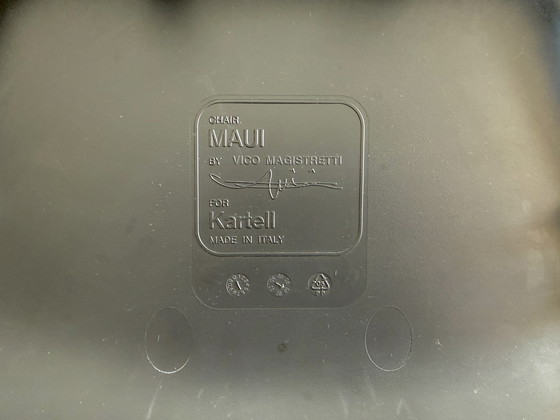 CHAIR
MAUI
BY VICO MAGISTRETTI
FOR
Kartell
MADE IN ITALY